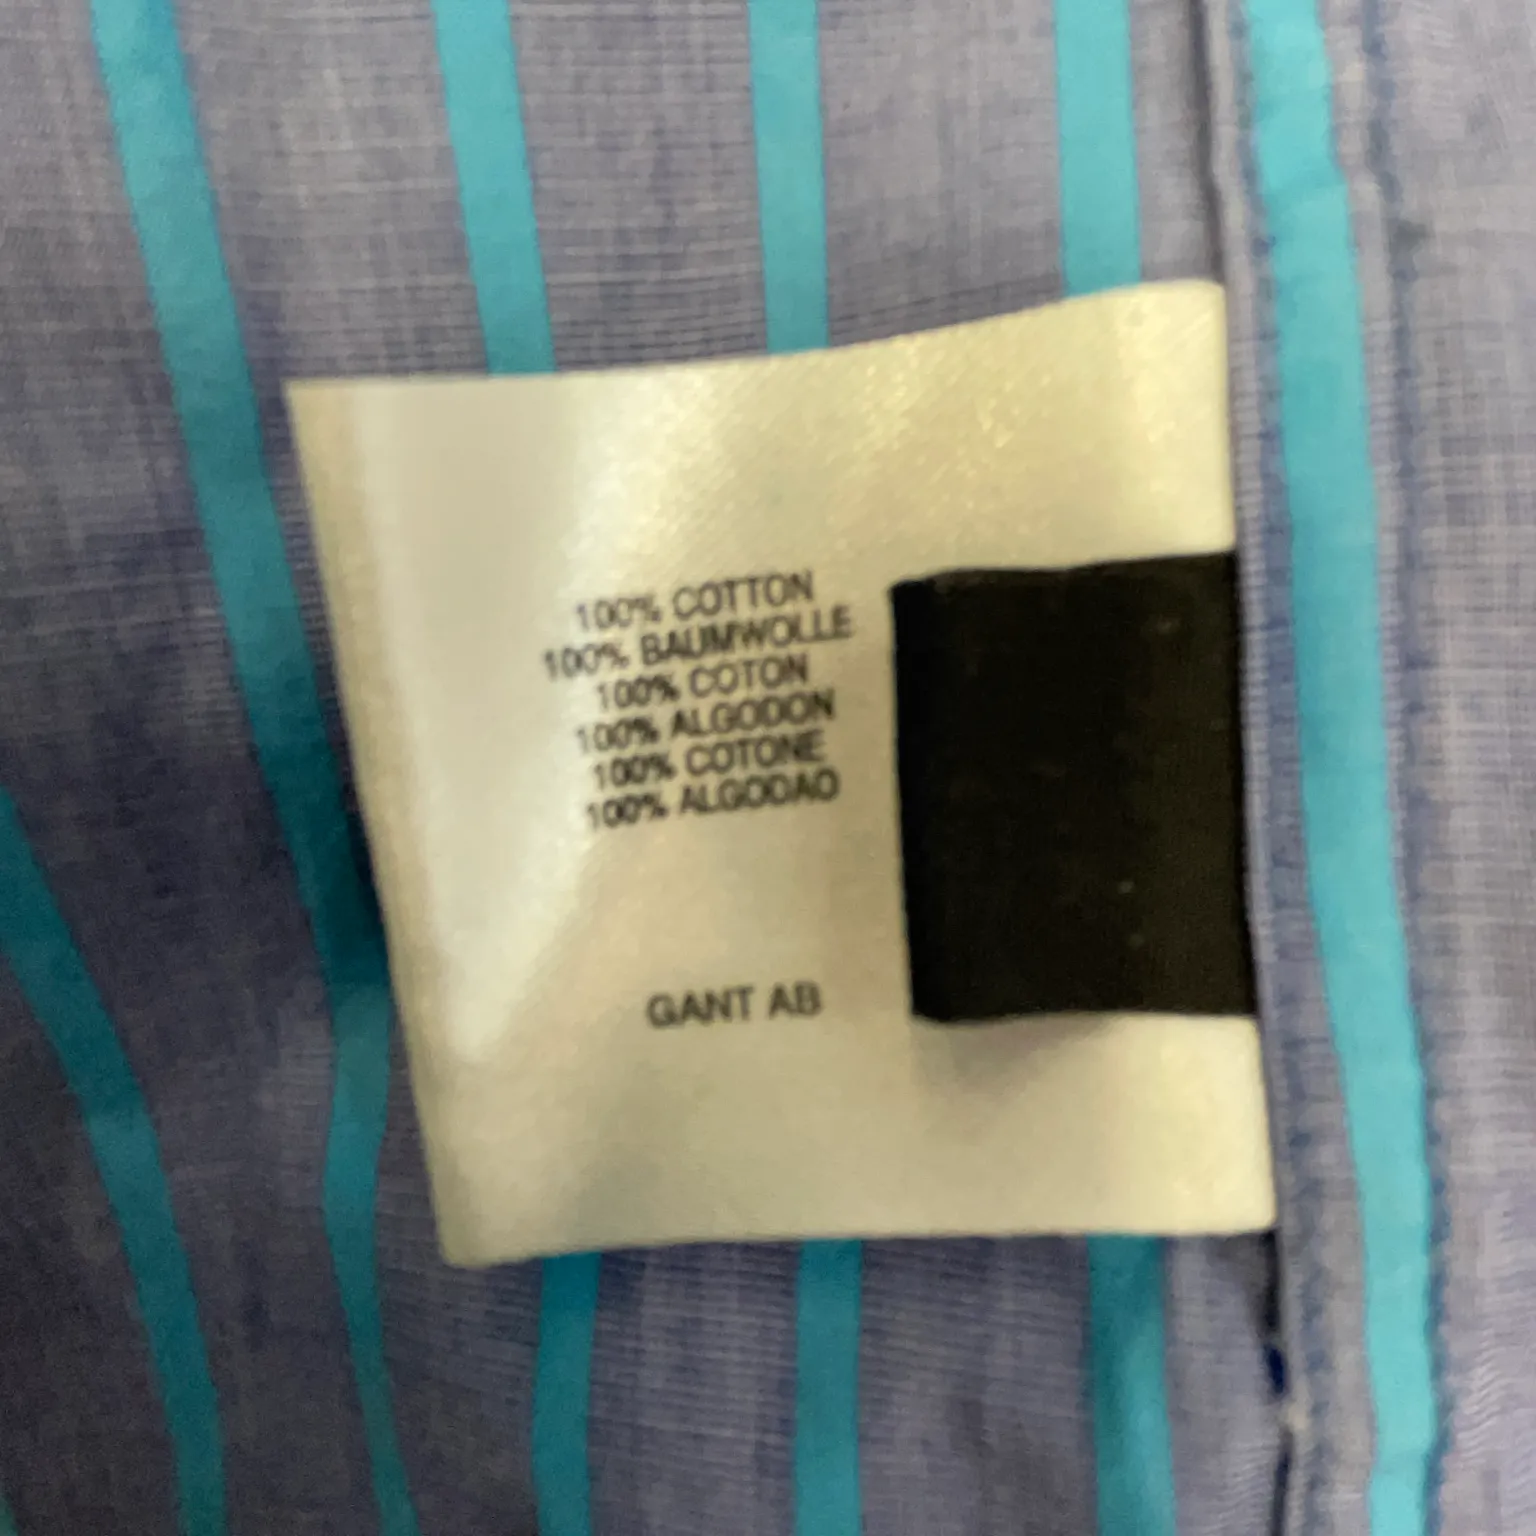 100% COTTON
100% BAUMWOLLE
100% COTON
100% ALGODON
100% COTONE
100% ALGODAO
GANT AB